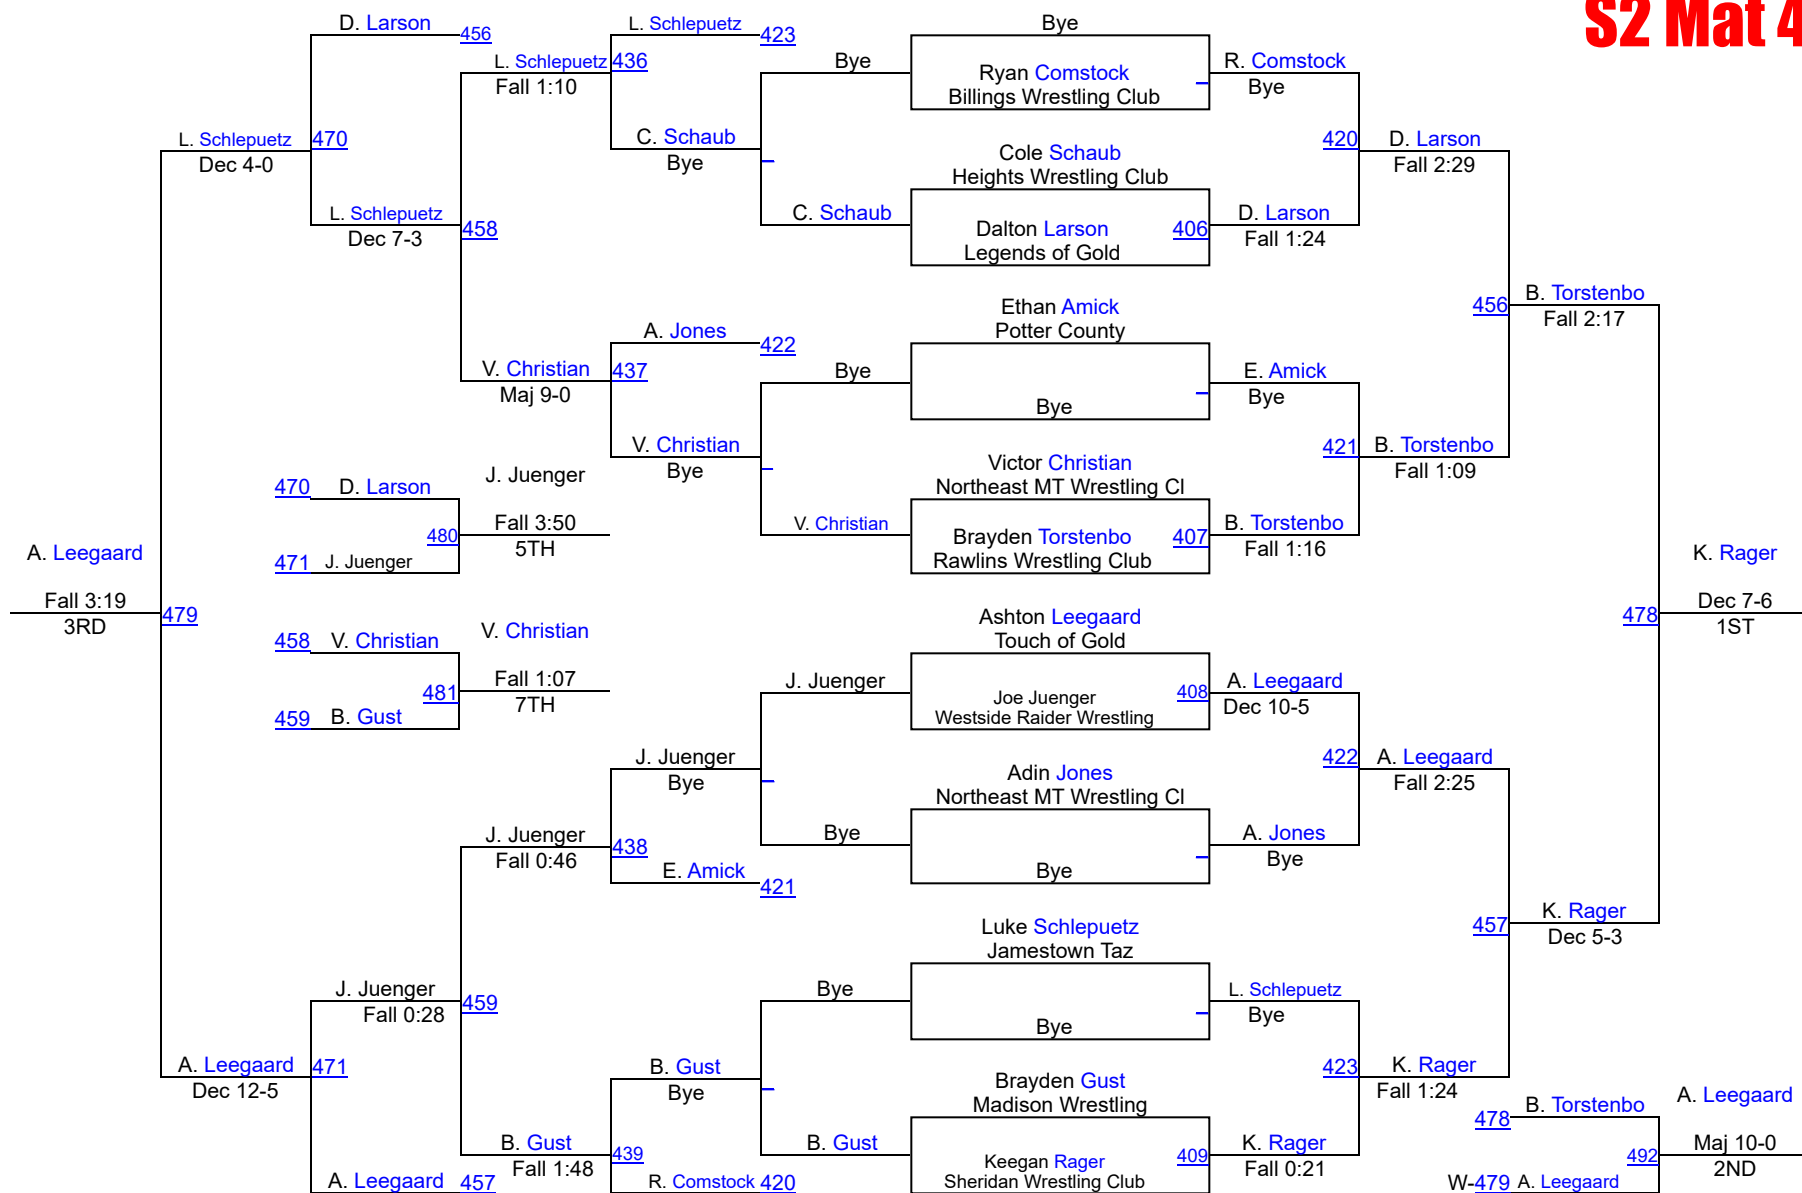 S2 Mat 4
D. Larson
456
L. Schlepuetz
423
Bye
L. Schlepuetz
436
Fall 1:10
Bye
Ryan Comstock
Billings Wrestling Club
R. Comstock
Bye
L. Schlepuetz
470
Dec 4-0
C. Schaub
Bye
Cole Schaub
Heights Wrestling Club
420
D. Larson
Fall 2:29
L. Schlepuetz
Dec 7-3
458
C. Schaub
Dalton Larson
Legends of Gold
406
D. Larson
Fall 1:24
Ethan Amick
Potter County
456
B. Torstenbo
Fall 2:17
A. Jones
422
V. Christian
437
Maj 9-0
Bye
Bye
E. Amick
Bye
V. Christian
Bye
Victor Christian
Northeast MT Wrestling Cl
421
B. Torstenbo
Fall 1:09
470
D. Larson
J. Juenger
480
Fall 3:50
5TH
471
J. Juenger
V. Christian
Brayden Torstenbo
Rawlins Wrestling Club
407
B. Torstenbo
Fall 1:16
A. Leegaard
Fall 3:19
3RD
479
K. Rager
478
Dec 7-6
1ST
458
V. Christian
V. Christian
481
Fall 1:07
7TH
459
B. Gust
Ashton Leegaard
Touch of Gold
J. Juenger
Joe Juenger
Westside Raider Wrestling
408
A. Leegaard
Dec 10-5
J. Juenger
Bye
Adin Jones
Northeast MT Wrestling Cl
422
A. Leegaard
Fall 2:25
J. Juenger
438
Fall 0:46
Bye
Bye
A. Jones
Bye
E. Amick
421
Luke Schlepuetz
Jamestown Taz
457
K. Rager
Dec 5-3
J. Juenger
Fall 0:28
459
Bye
Bye
L. Schlepuetz
Bye
A. Leegaard
471
Dec 12-5
B. Gust
Bye
Brayden Gust
Madison Wrestling
423
K. Rager
Fall 1:24
B. Gust
439
Fall 1:48
B. Gust
Keegan Rager
Sheridan Wrestling Club
409
K. Rager
Fall 0:21
A. Leegaard
457
R. Comstock
420
478
B. Torstenbo
A. Leegaard
492
Maj 10-0
2ND
W-479
A. Leegaard